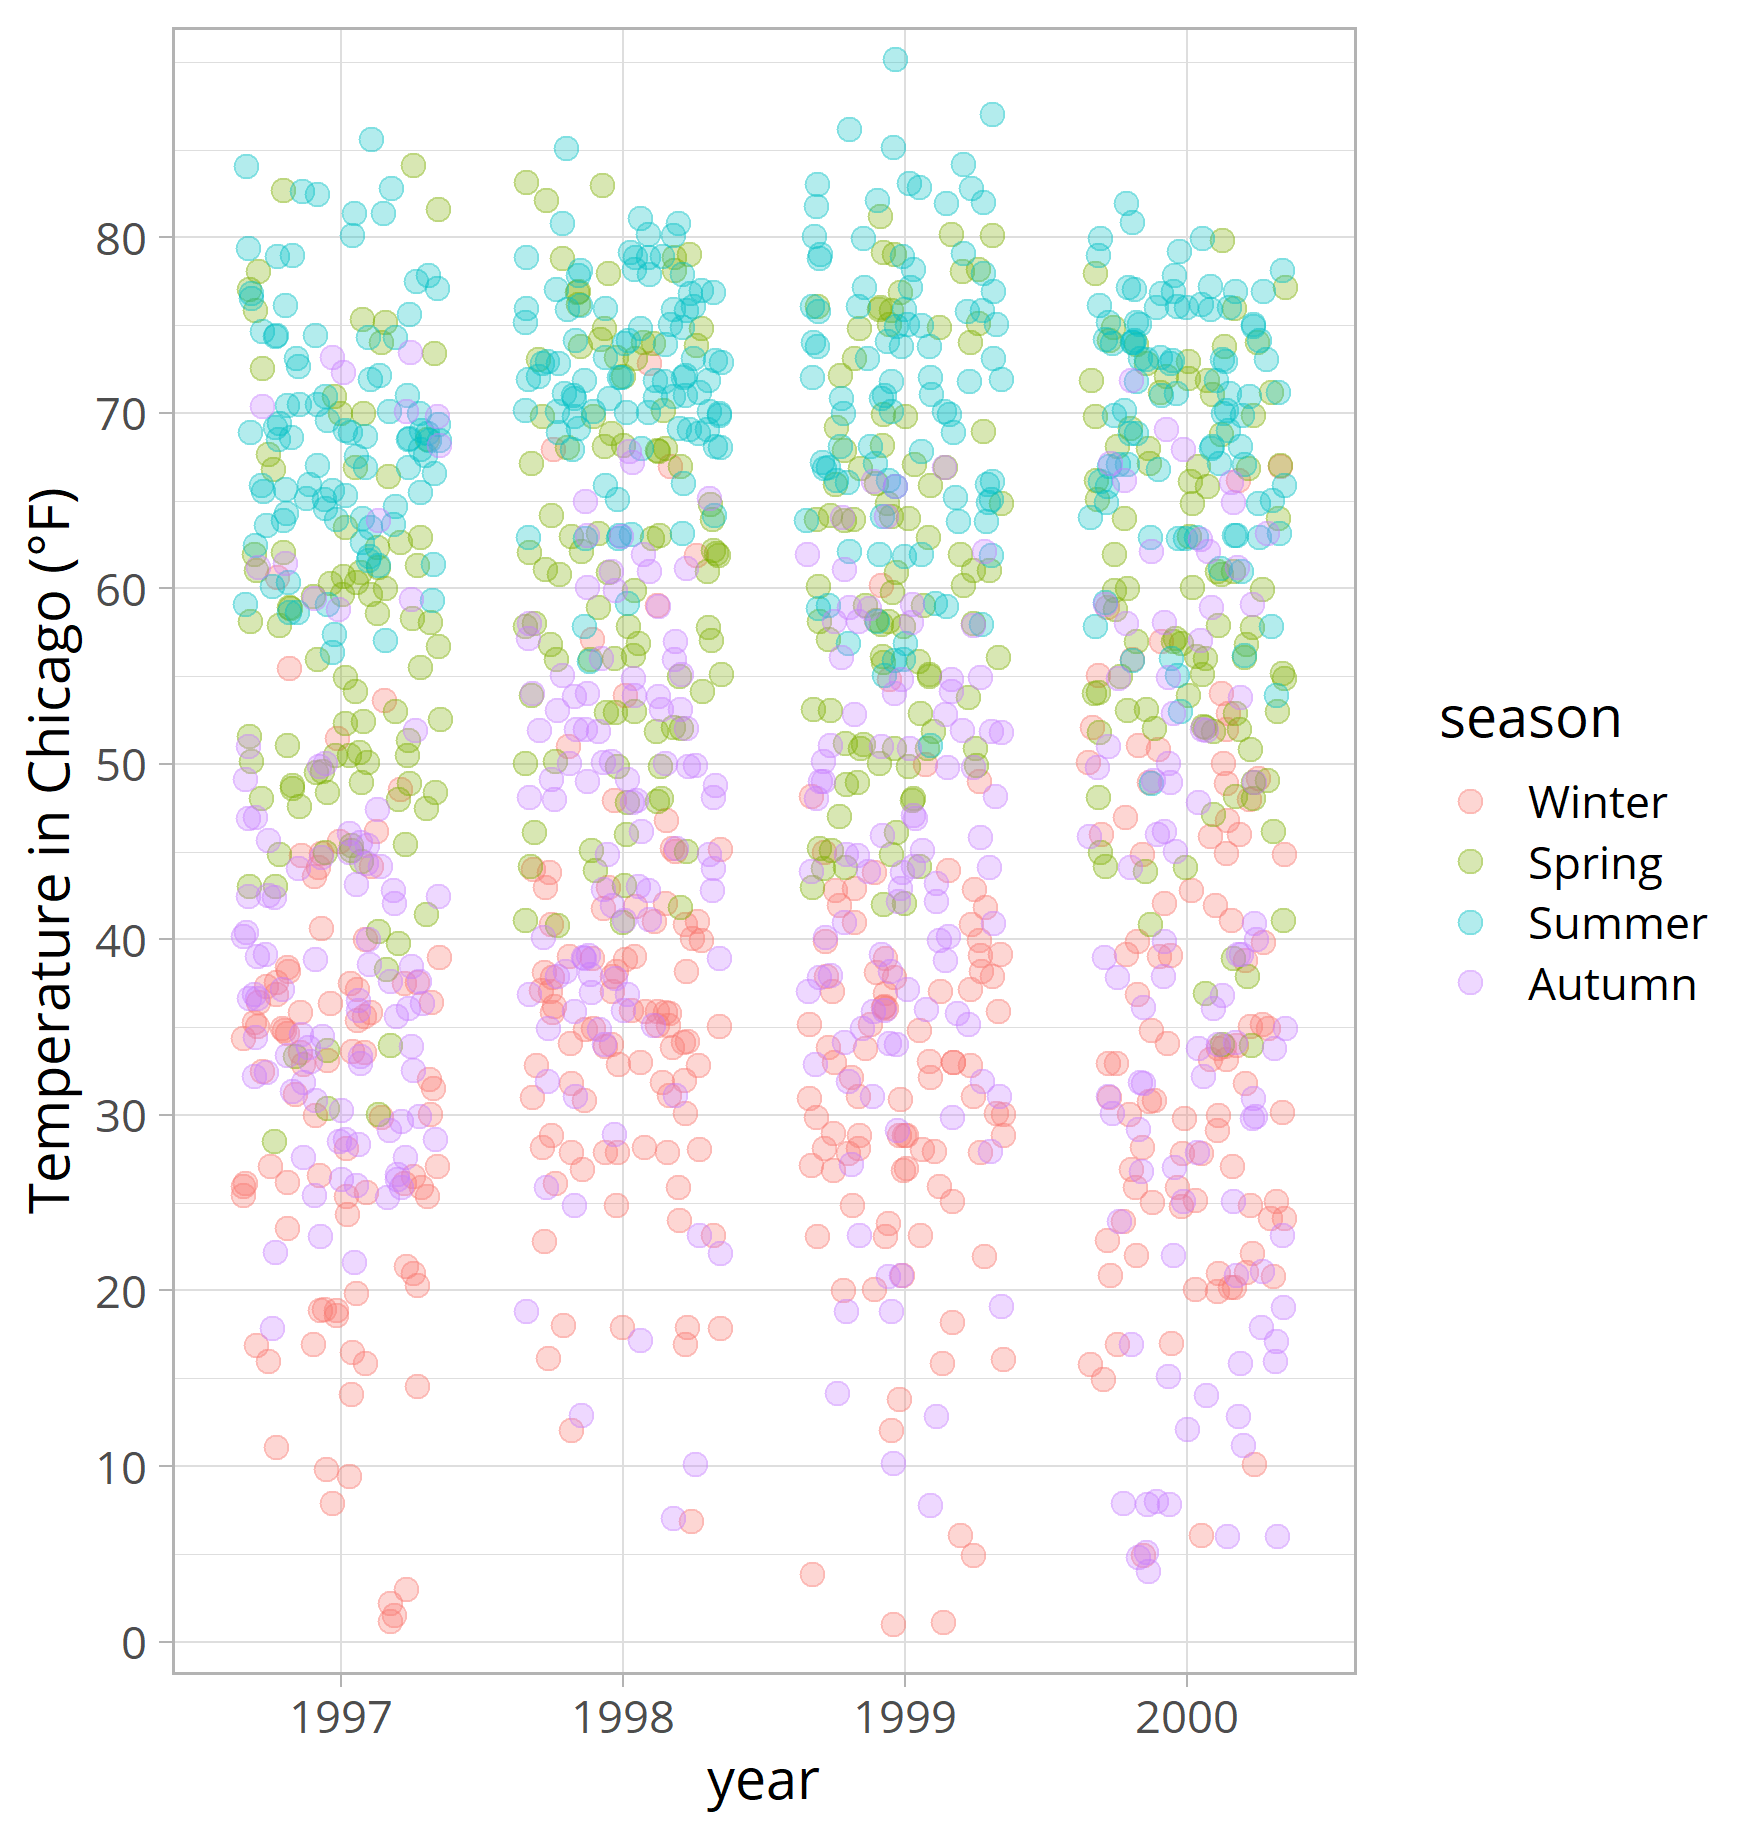 Temperature in Chicago (°F)
80
70
60
50
40
30
20
10
0
1997 1998 1999 2000
year
season
Winter
Spring
Summer
Autumn